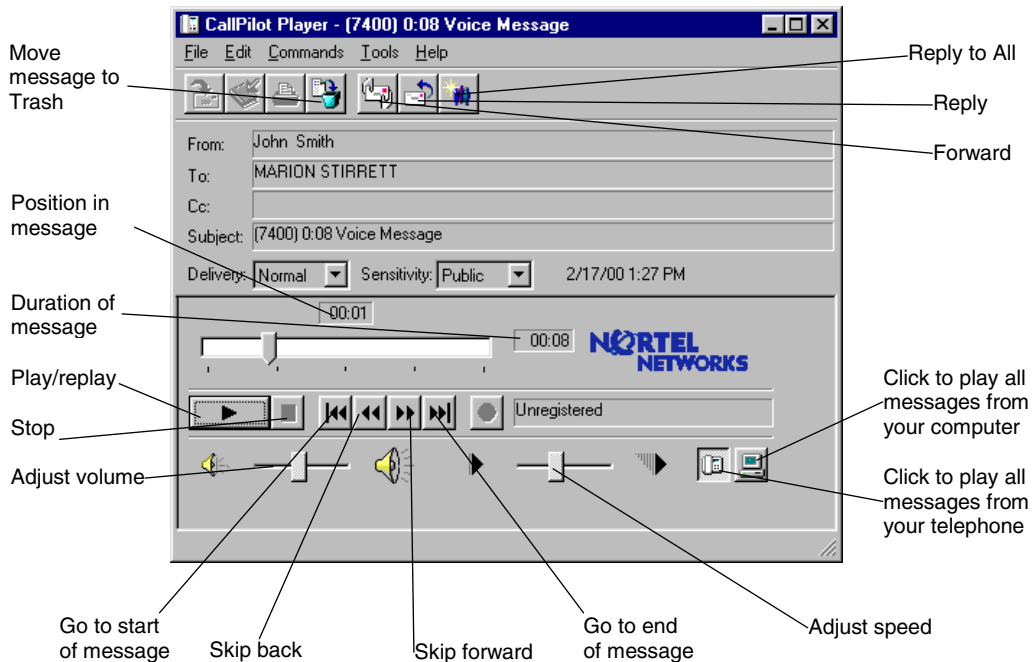 CallPilot Player - (7400) 0:08 Voice Message
File Edit Commands Tools Help
Move
message to
Trash
Reply to All
Reply
Forward
From: John Smith
To: MARION STIRRETT
Cc:
Subject: (7400) 0:08 Voice Message
Position in
message
Delivery: Normal Sensitivity: Public 2/17/00 1:27 PM
Duration of
message
00:01
00:08
NORTEL
NETWORKS
Play/replay
Stop
Unregistered
Adjust volume
Click to play all
messages from
your computer
Click to play all
messages from
your telephone
Go to start
of message
Skip back
Skip forward
Go to end
of message
Adjust speed